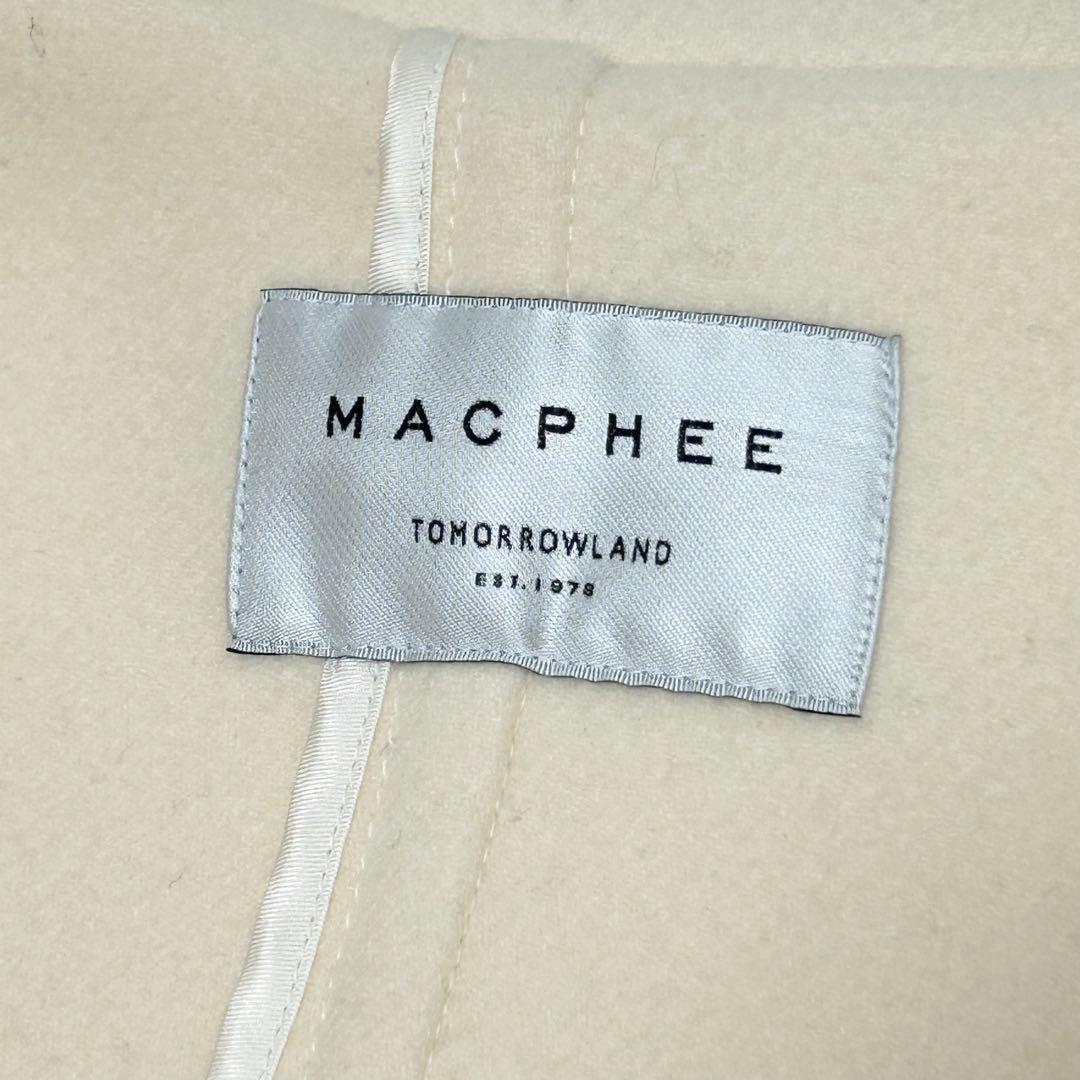 MACPHEE
TOMORROWLAND
EST. 1978